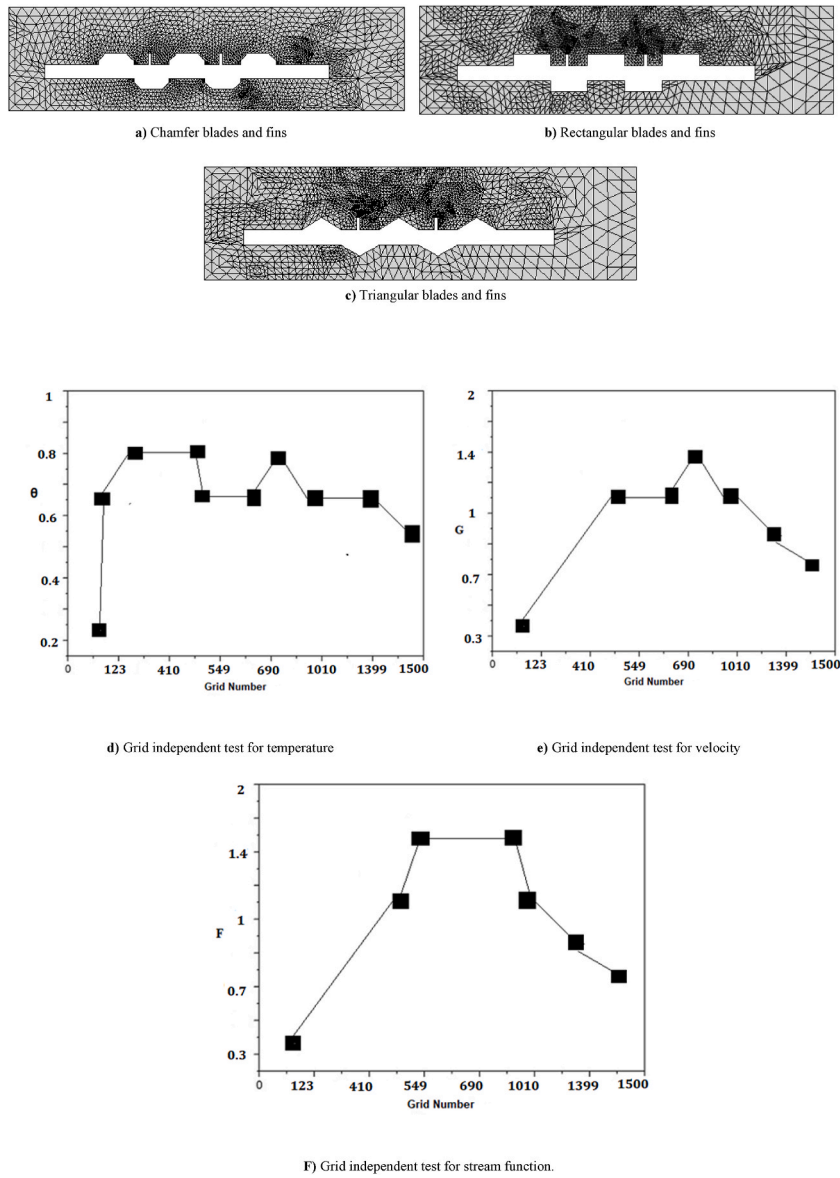 a) Chamfer blades and fins
b) Rectangular blades and fins
c) Triangular blades and fins
1
0.8
θ
0.6
0.4
0.2
0 123 410 549 690 1010 1399 1500
Grid Number
2
1.4
1
G
0.7
0.3
0 123 410 549 690 1010 1399 1500
Grid Number
d) Grid independent test for temperature
e) Grid independent test for velocity
2
1.4
1
F
0.7
0.3
0 123 410 549 690 1010 1399 1500
Grid Number
F) Grid independent test for stream function.